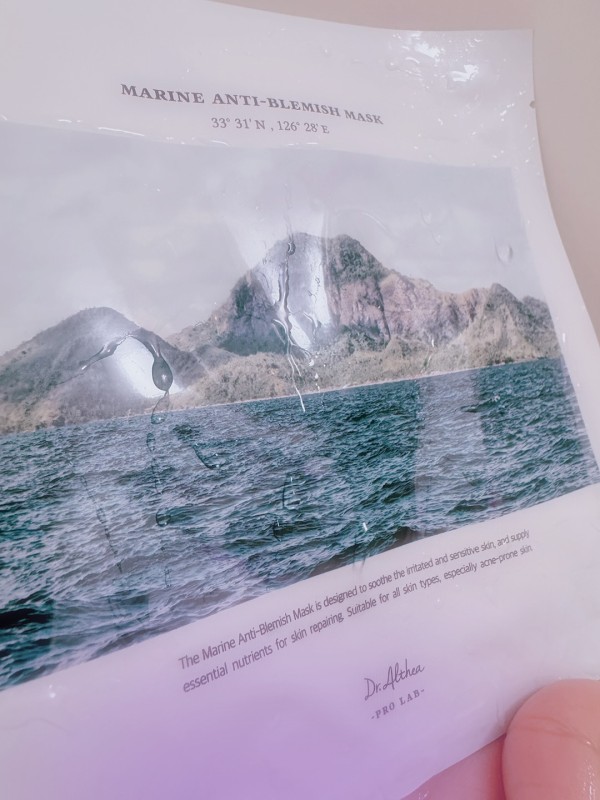 MARINE ANTI-BLEMISH MASK
33° 31' N , 126° 28' E
The Marine Anti-Blemish Mask is designed to soothe the irritated and sensitive skin, and supply
essential nutrients for skin repairing. Suitable for all skin types, especially acne-prone skin.
Dr.Althea
-PRO LAB-